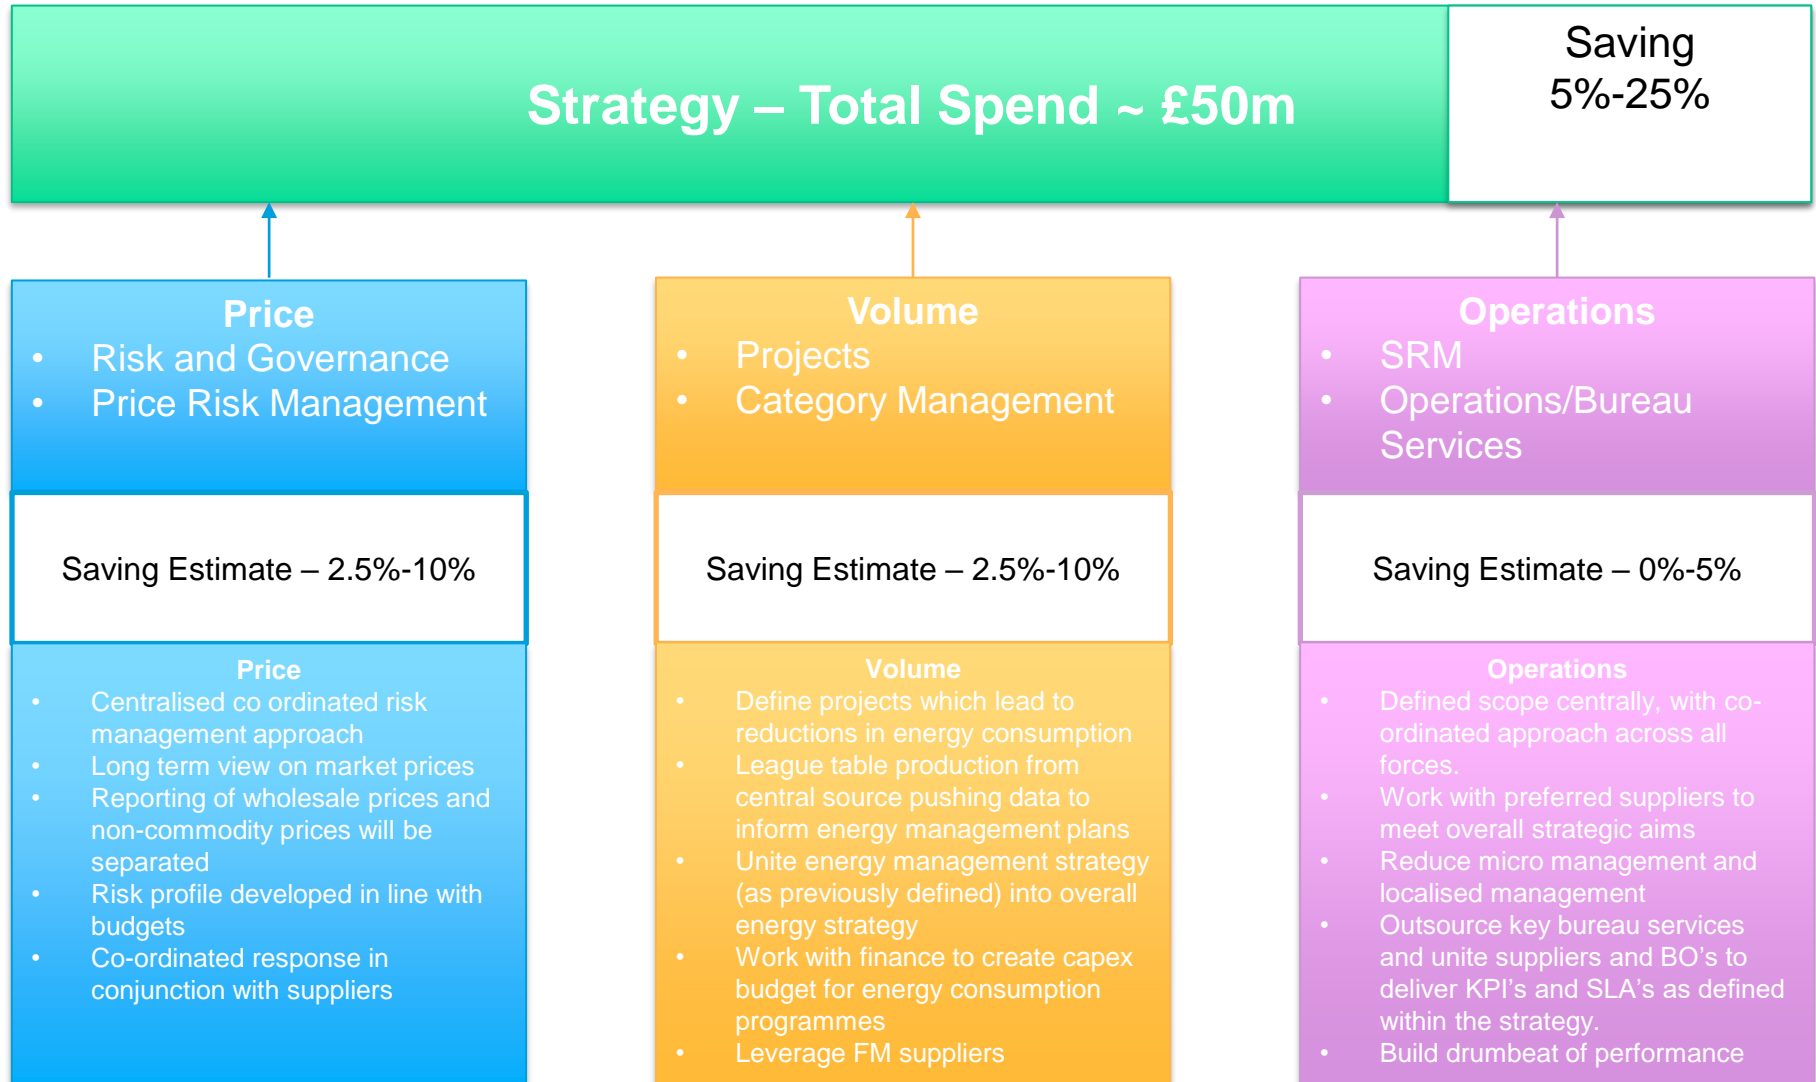 Strategy – Total Spend ~ £50m
Saving
5%-25%
Price
• Risk and Governance
• Price Risk Management
Volume
• Projects
• Category Management
Operations
• SRM
• Operations/Bureau
Services
Saving Estimate – 2.5%-10%
Saving Estimate – 2.5%-10%
Saving Estimate – 0%-5%
Price
• Centralised co ordinated risk
management approach
• Long term view on market prices
• Reporting of wholesale prices and
non-commodity prices will be
separated
• Risk profile developed in line with
budgets
• Co-ordinated response in
conjunction with suppliers
Volume
• Define projects which lead to
reductions in energy consumption
• League table production from
central source pushing data to
inform energy management plans
• Unite energy management strategy
(as previously defined) into overall
energy strategy
• Work with finance to create capex
budget for energy consumption
programmes
• Leverage FM suppliers
Operations
• Defined scope centrally, with co-
ordinated approach across all
forces.
• Work with preferred suppliers to
meet overall strategic aims
• Reduce micro management and
localised management
• Outsource key bureau services
and unite suppliers and BO’s to
deliver KPI’s and SLA’s as defined
within the strategy.
• Build drumbeat of performance